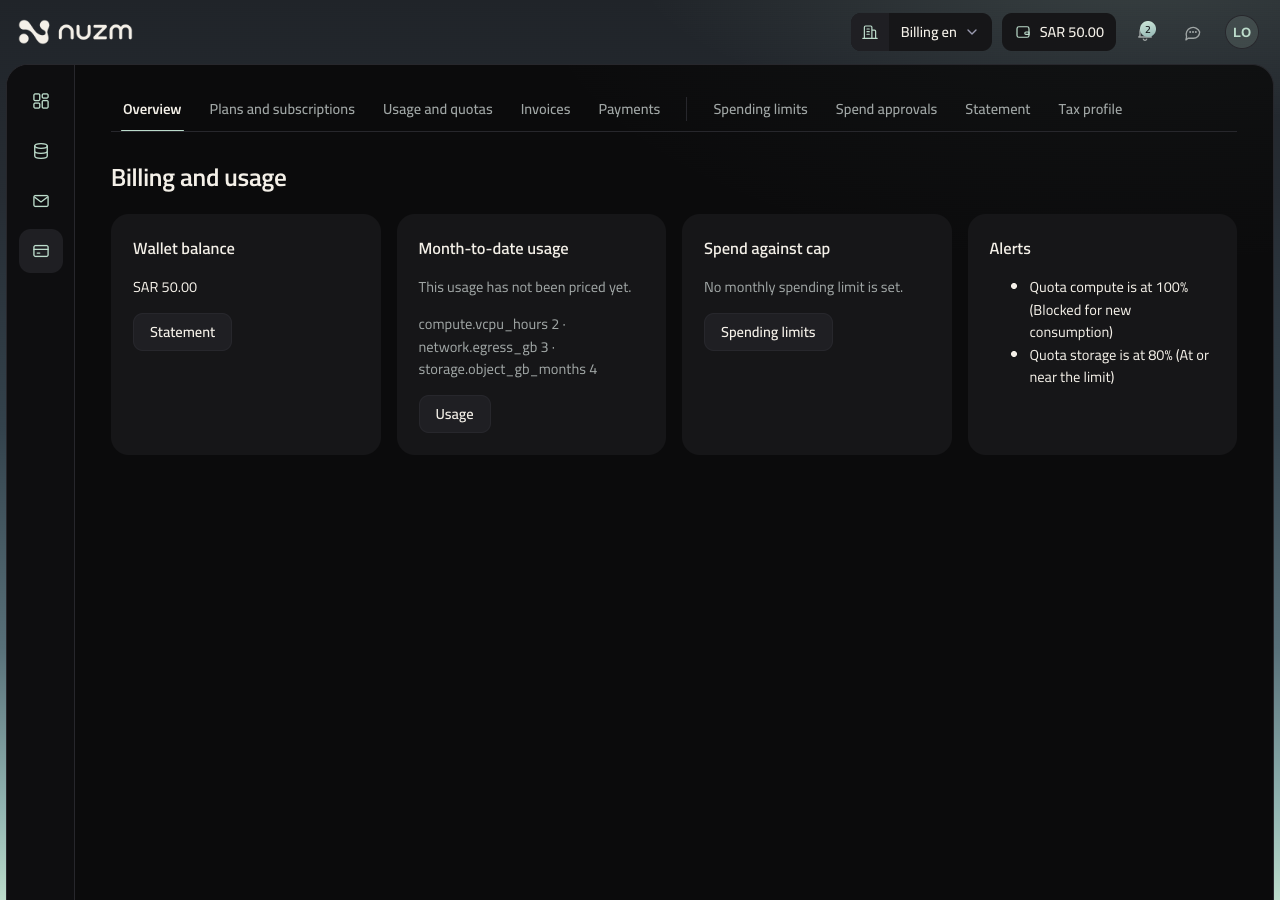 nuzm
Billing en
SAR 50.00
2
LO
Overview
Plans and subscriptions
Usage and quotas
Invoices
Payments
Spending limits
Spend approvals
Statement
Tax profile
Billing and usage
Wallet balance
SAR 50.00
Statement
Month-to-date usage
This usage has not been priced yet.
compute.vcpu_hours 2 ·
network.egress_gb 3 ·
storage.object_gb_months 4
Usage
Spend against cap
No monthly spending limit is set.
Spending limits
Alerts
Quota compute is at 100%
(Blocked for new
consumption)
Quota storage is at 80% (At or
near the limit)